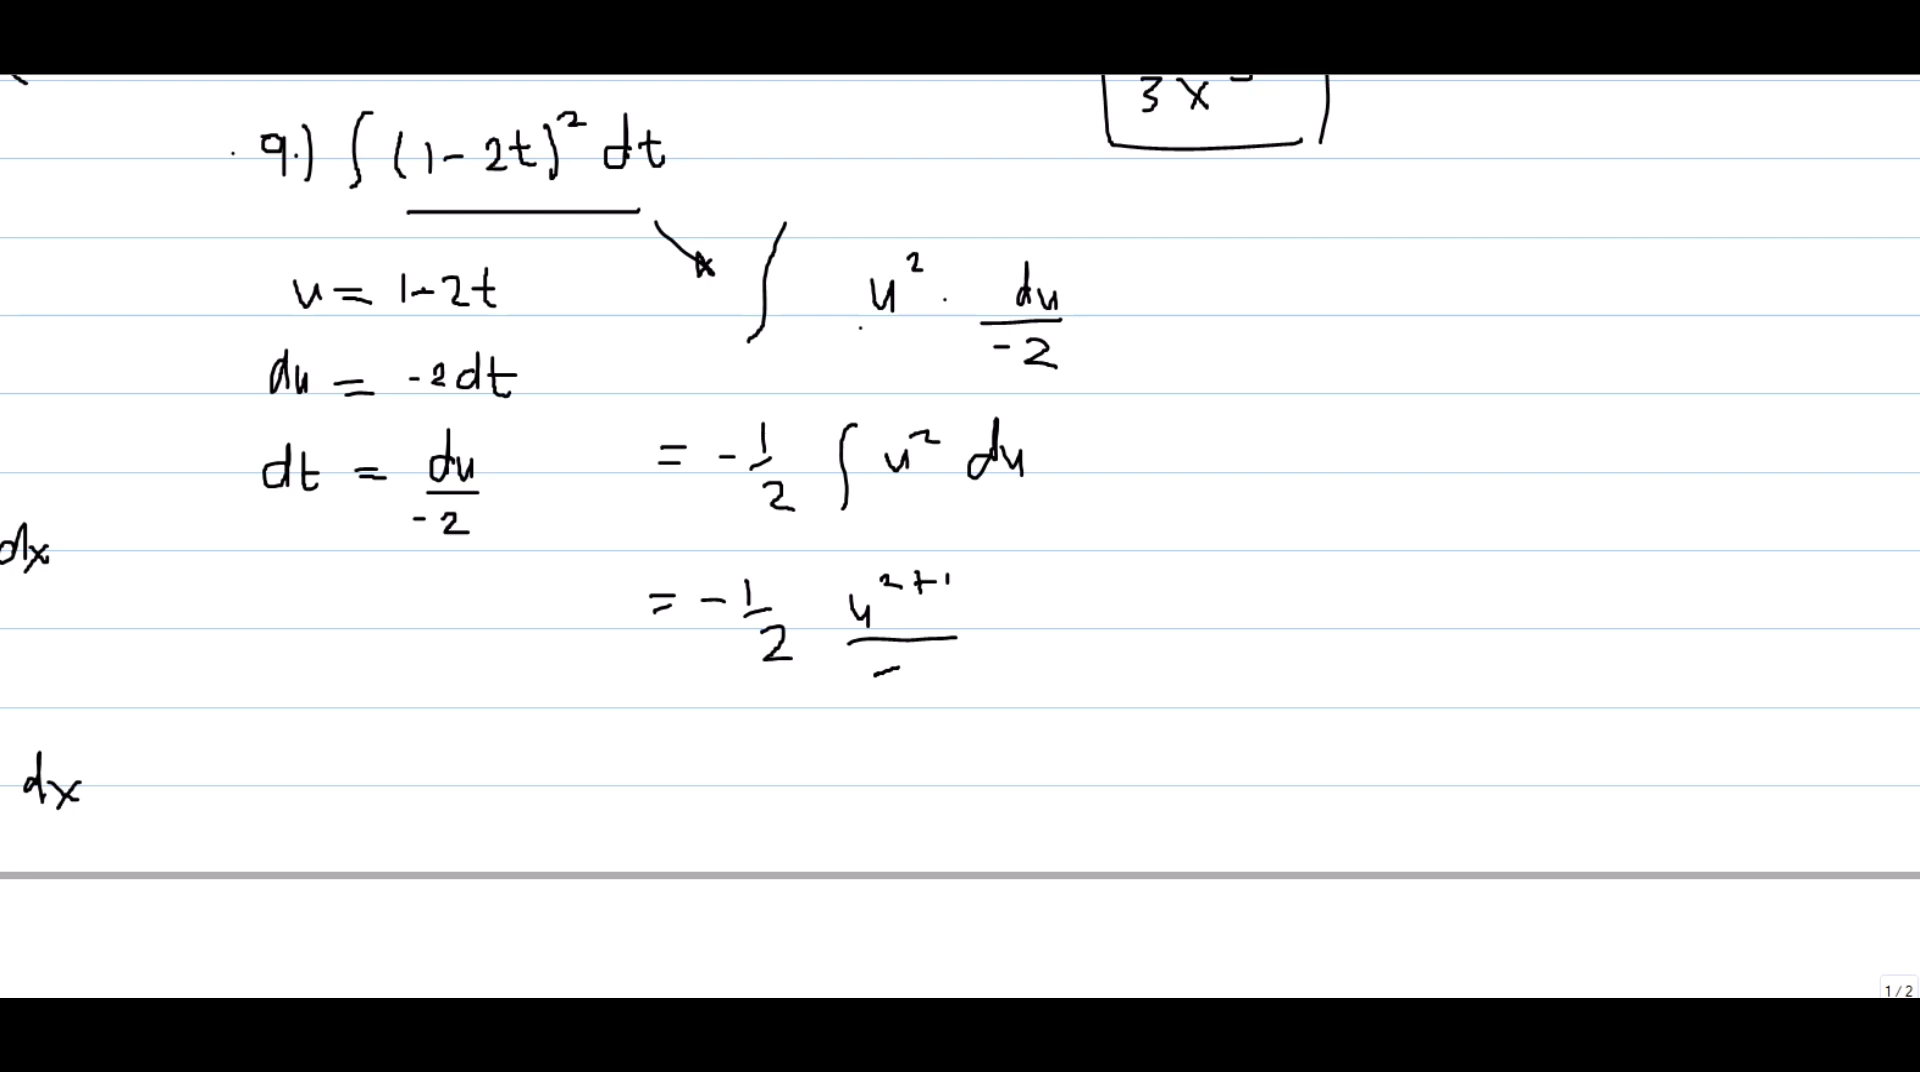 3x
9.) ∫ (1-2t)² dt
u = 1-2t
∫ u² · du/-2
du = -2dt
dt = du/-2
= -1/2 ∫ u² du
dx
= -1/2 u²⁺¹/
dx
1/2